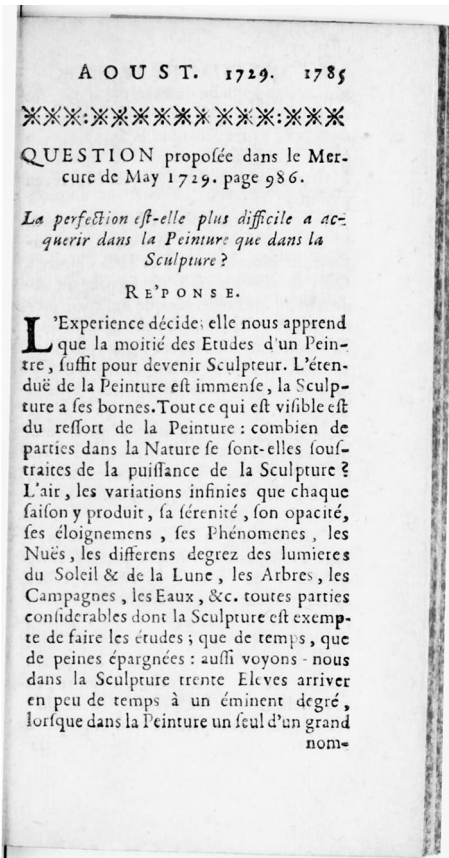 AOUST. 1729. 1785
QUESTION proposée dans le Mer-
cure de May 1729. page 986.
La perfection est-elle plus difficile a ac-
querir dans la Peinture que dans la
Sculpture ?
RE'PONSE.
L'Experience décide; elle nous apprend
que la moitié des Etudes d'un Pein-
tre, suffit pour devenir Sculpteur. L'éten-
duë de la Peinture est immense, la Sculp-
ture a ses bornes. Tout ce qui est visible est
du ressort de la Peinture : combien de
parties dans la Nature se sont-elles sous-
traites de la puissance de la Sculpture ?
L'air, les variations infinies que chaque
saison y produit, sa sérénité, son opacité,
ses éloignemens, ses Phénomenes, les
Nuës, les differens degrez des lumieres
du Soleil & de la Lune, les Arbres, les
Campagnes, les Eaux, &c. toutes parties
considerables dont la Sculpture est exemp-
te de faire les études ; que de temps, que
de peines épargnées : aussi voyons-nous
dans la Sculpture trente Eleves arriver
en peu de temps à un éminent degré,
lorsque dans la Peinture un seul d'un grand
nom-